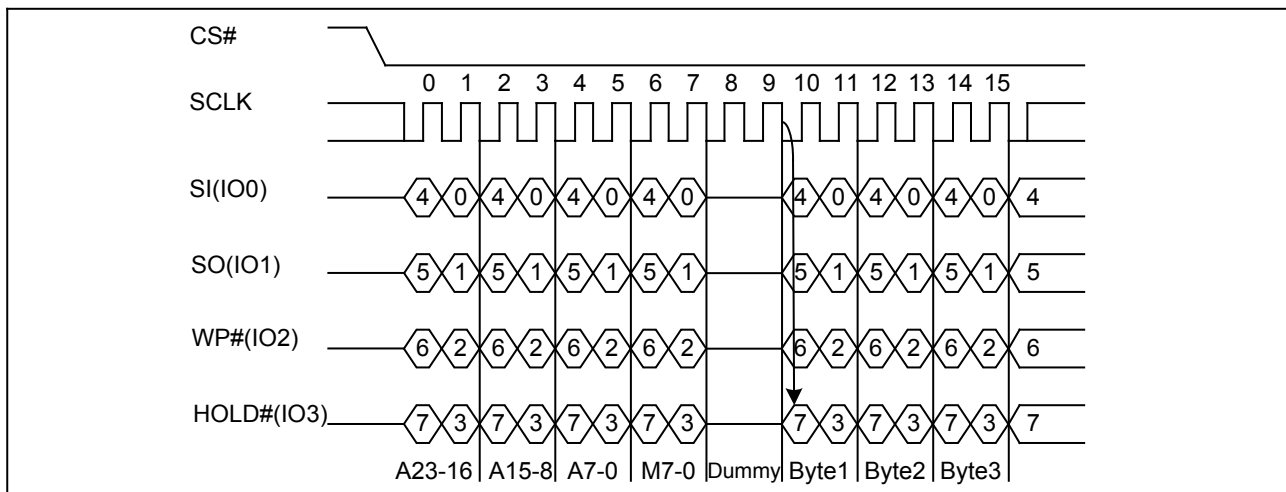 CS#
0 1 2 3 4 5 6 7 8 9 10 11 12 13 14 15
SCLK
SI(IO0) 4 0 4 0 4 0 4 0 4 0 4 0 4 0 4
SO(IO1) 5 1 5 1 5 1 5 1 5 1 5 1 5 1 5
WP#(IO2) 6 2 6 2 6 2 6 2 6 2 6 2 6 2 6
HOLD#(IO3) 7 3 7 3 7 3 7 3 7 3 7 3 7 3 7
A23-16 A15-8 A7-0 M7-0 Dummy Byte1 Byte2 Byte3